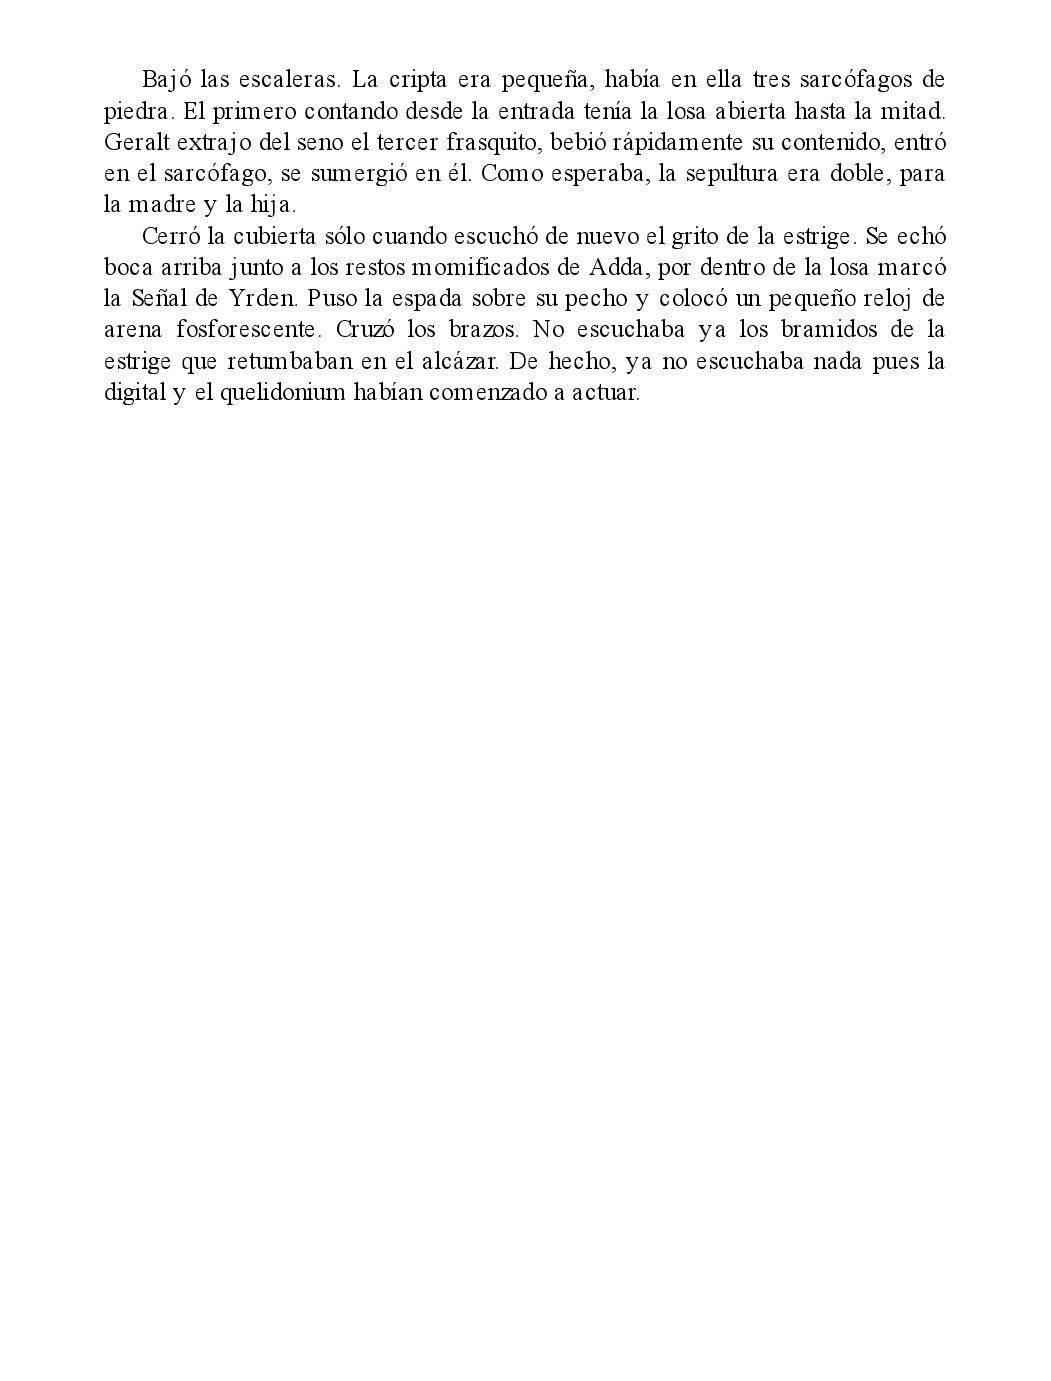 Bajó las escaleras. La cripta era pequeña, había en ella tres sarcófagos de
piedra. El primero contando desde la entrada tenía la losa abierta hasta la mitad.
Geralt extrajo del seno el tercer frasquito, bebió rápidamente su contenido, entró
en el sarcófago, se sumergió en él. Como esperaba, la sepultura era doble, para
la madre y la hija.
Cerró la cubierta sólo cuando escuchó de nuevo el grito de la estrige. Se echó
boca arriba junto a los restos momificados de Adda, por dentro de la losa marcó
la Señal de Yrden. Puso la espada sobre su pecho y colocó un pequeño reloj de
arena fosforescente. Cruzó los brazos. No escuchaba ya los bramidos de la
estrige que retumbaban en el alcázar. De hecho, ya no escuchaba nada pues la
digital y el quelidonium habían comenzado a actuar.